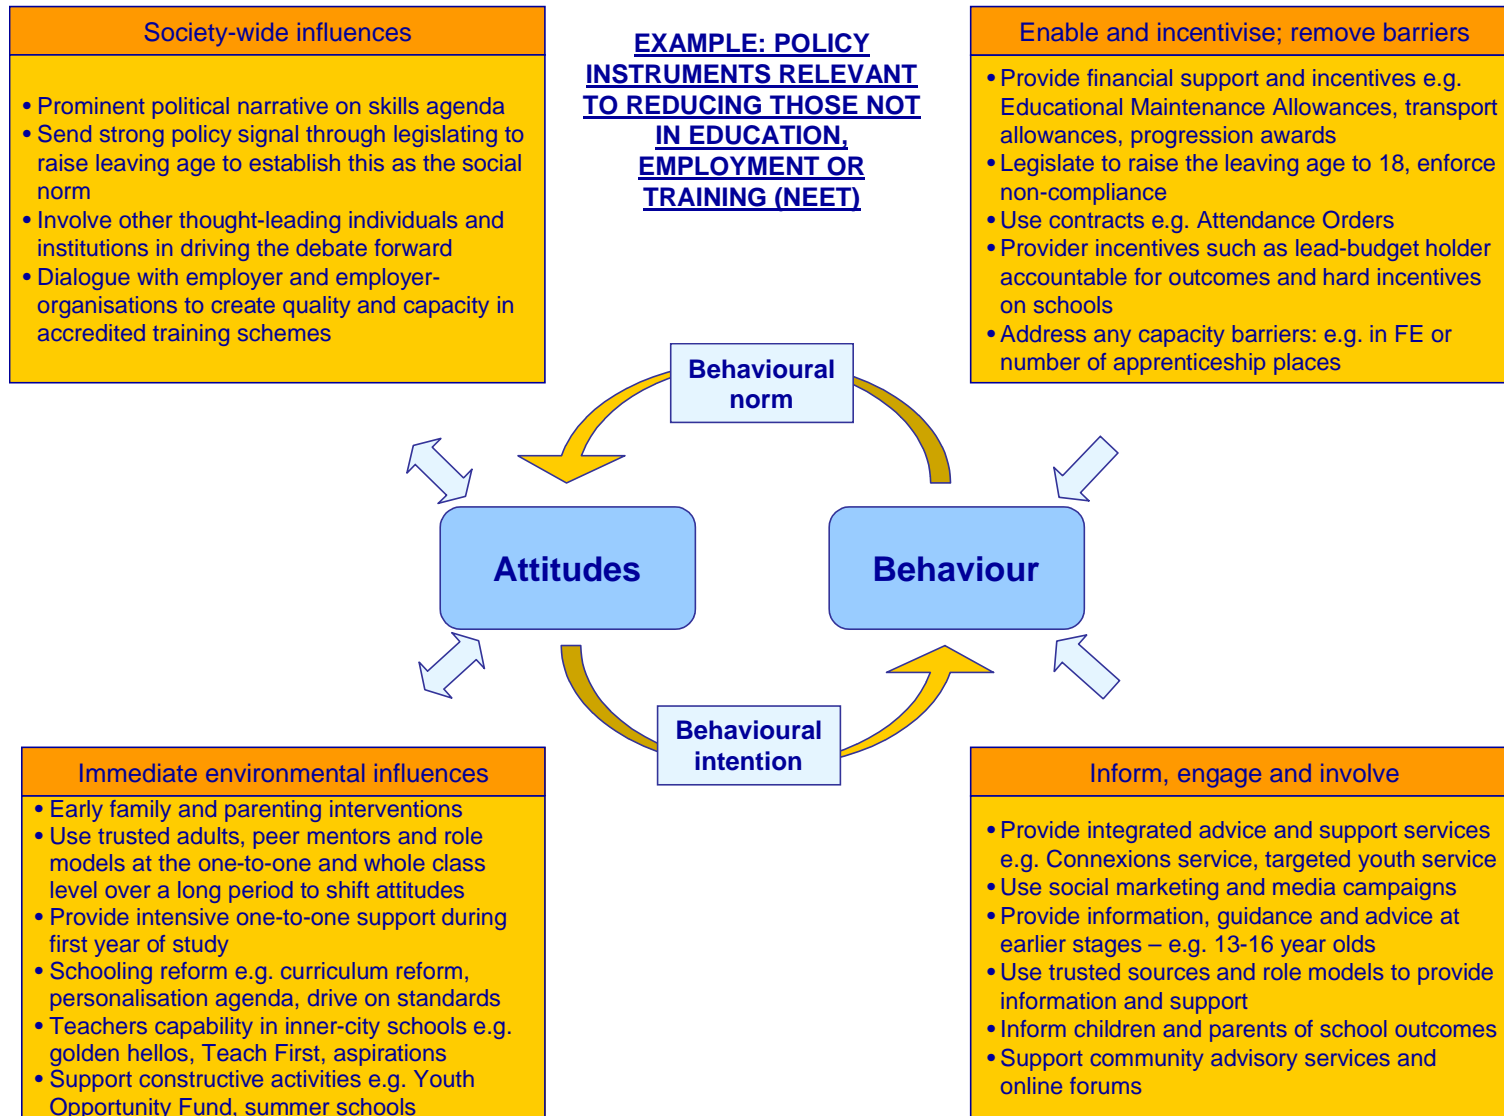 Society-wide influences
• Prominent political narrative on skills agenda
• Send strong policy signal through legislating to
raise leaving age to establish this as the social
norm
• Involve other thought-leading individuals and
institutions in driving the debate forward
• Dialogue with employer and employer-
organisations to create quality and capacity in
accredited training schemes
EXAMPLE: POLICY
INSTRUMENTS RELEVANT
TO REDUCING THOSE NOT
IN EDUCATION,
EMPLOYMENT OR
TRAINING (NEET)
Enable and incentivise; remove barriers
• Provide financial support and incentives e.g.
Educational Maintenance Allowances, transport
allowances, progression awards
• Legislate to raise the leaving age to 18, enforce
non-compliance
• Use contracts e.g. Attendance Orders
• Provider incentives such as lead-budget holder
accountable for outcomes and hard incentives
on schools
• Address any capacity barriers: e.g. in FE or
number of apprenticeship places
Behavioural
norm
Attitudes
Behaviour
Behavioural
intention
Immediate environmental influences
• Early family and parenting interventions
• Use trusted adults, peer mentors and role
models at the one-to-one and whole class
level over a long period to shift attitudes
• Provide intensive one-to-one support during
first year of study
• Schooling reform e.g. curriculum reform,
personalisation agenda, drive on standards
• Teachers capability in inner-city schools e.g.
golden hellos, Teach First, aspirations
• Support constructive activities e.g. Youth
Opportunity Fund, summer schools
Inform, engage and involve
• Provide integrated advice and support services
e.g. Connexions service, targeted youth service
• Use social marketing and media campaigns
• Provide information, guidance and advice at
earlier stages – e.g. 13-16 year olds
• Use trusted sources and role models to provide
information and support
• Inform children and parents of school outcomes
• Support community advisory services and
online forums